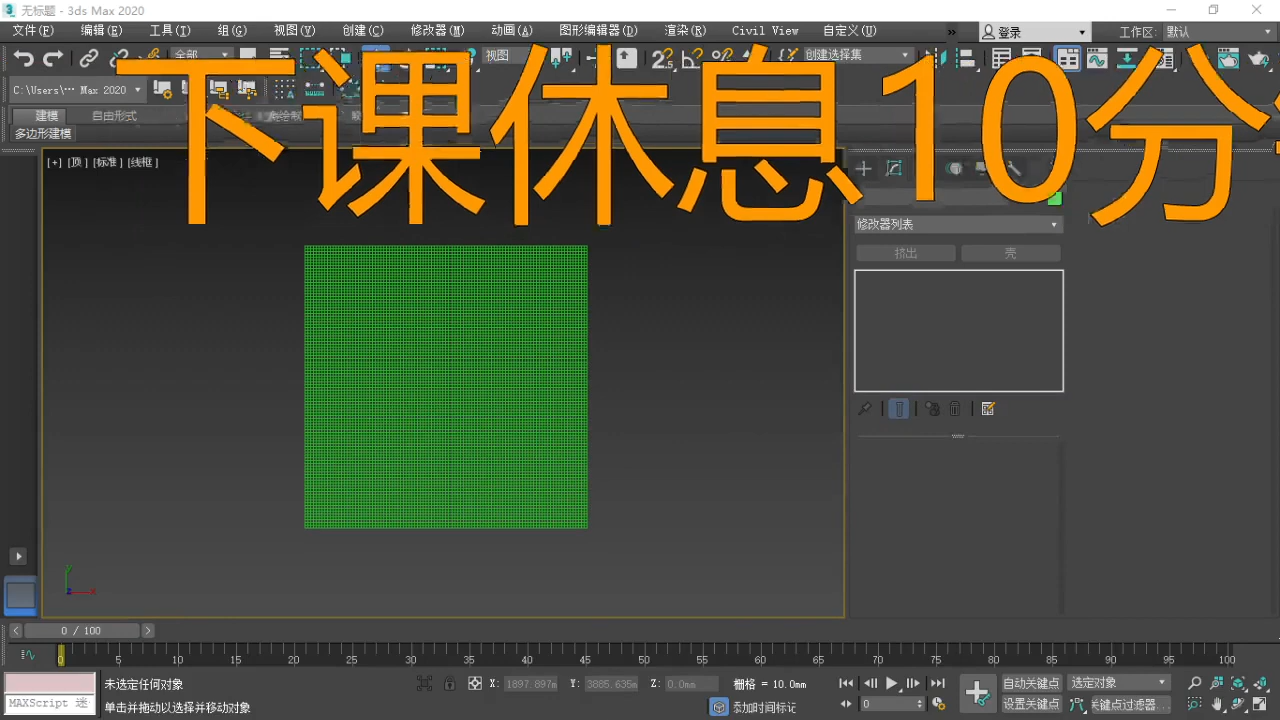 无标题 - 3ds Max 2020
文件(F) 编辑(E) 工具(T) 组(G) 视图(V) 创建(C) 修改器(M) 动画(A) 图形编辑器(D) 渲染(R) Civil View 自定义(U) » 登录 工作区: 默认
全部 视图 创建选择集
下课休息10分
C:\Users\··· Max 2020
建模 自由形式
多边形建模
[+] [顶] [标准] [线框]
修改器列表
挤出 壳
y
x
0 / 100
0 5 10 15 20 25 30 35 40 45 50 55 60 65 70 75 80 85 90 95 100
未选定任何对象 X: 1897.897m Y: 3885.635m Z: 0.0mm 栅格 = 10.0mm 自动关键点 选定对象
MAXScript 迷 单击并拖动以选择并移动对象 添加时间标记 0 设置关键点 关键点过滤器...